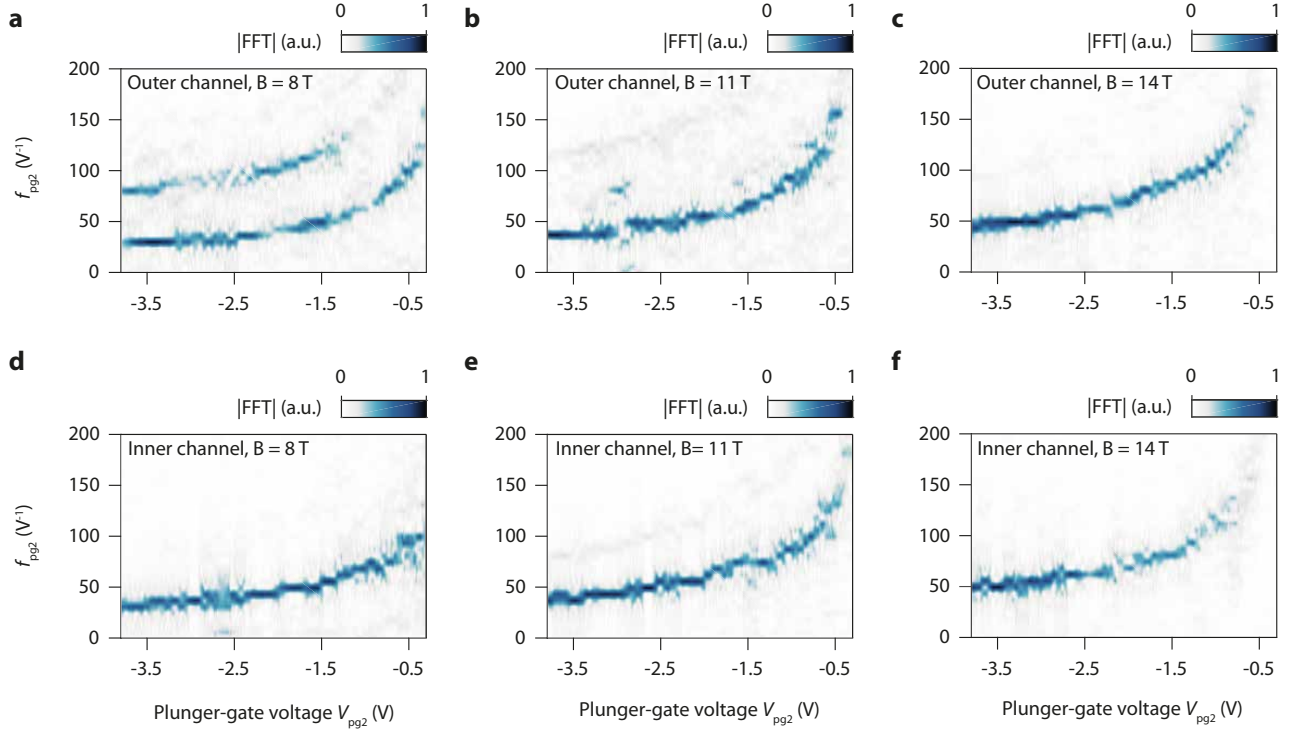 a
0 1
|FFT| (a.u.)
Outer channel, B = 8 T
200
150
100
50
0
f pg2 (V-1)
-3.5 -2.5 -1.5 -0.5
b
0 1
|FFT| (a.u.)
Outer channel, B = 11 T
200
150
100
50
0
-3.5 -2.5 -1.5 -0.5
c
0 1
|FFT| (a.u.)
Outer channel, B = 14 T
200
150
100
50
0
-3.5 -2.5 -1.5 -0.5
d
0 1
|FFT| (a.u.)
Inner channel, B = 8 T
200
150
100
50
0
f pg2 (V-1)
-3.5 -2.5 -1.5 -0.5
Plunger-gate voltage Vpg2 (V)
e
0 1
|FFT| (a.u.)
Inner channel, B= 11 T
200
150
100
50
0
-3.5 -2.5 -1.5 -0.5
Plunger-gate voltage Vpg2 (V)
f
0 1
|FFT| (a.u.)
Inner channel, B = 14 T
200
150
100
50
0
-3.5 -2.5 -1.5 -0.5
Plunger-gate voltage Vpg2 (V)